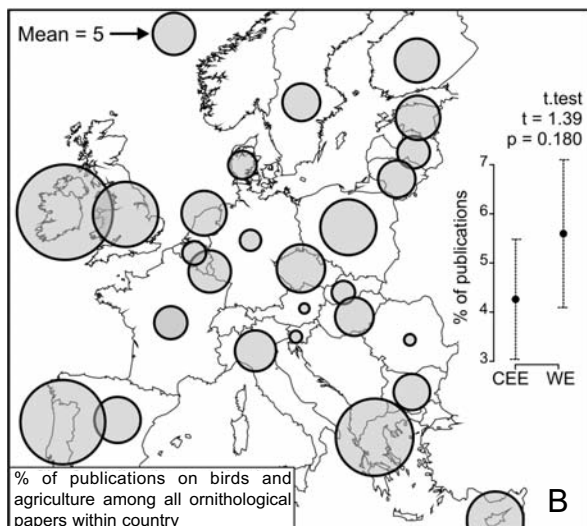 Mean = 5
t.test
t = 1.39
p = 0.180
% of publications
7
6
5
4
3
CEE WE
% of publications on birds and
agriculture among all ornithological
papers within country
B